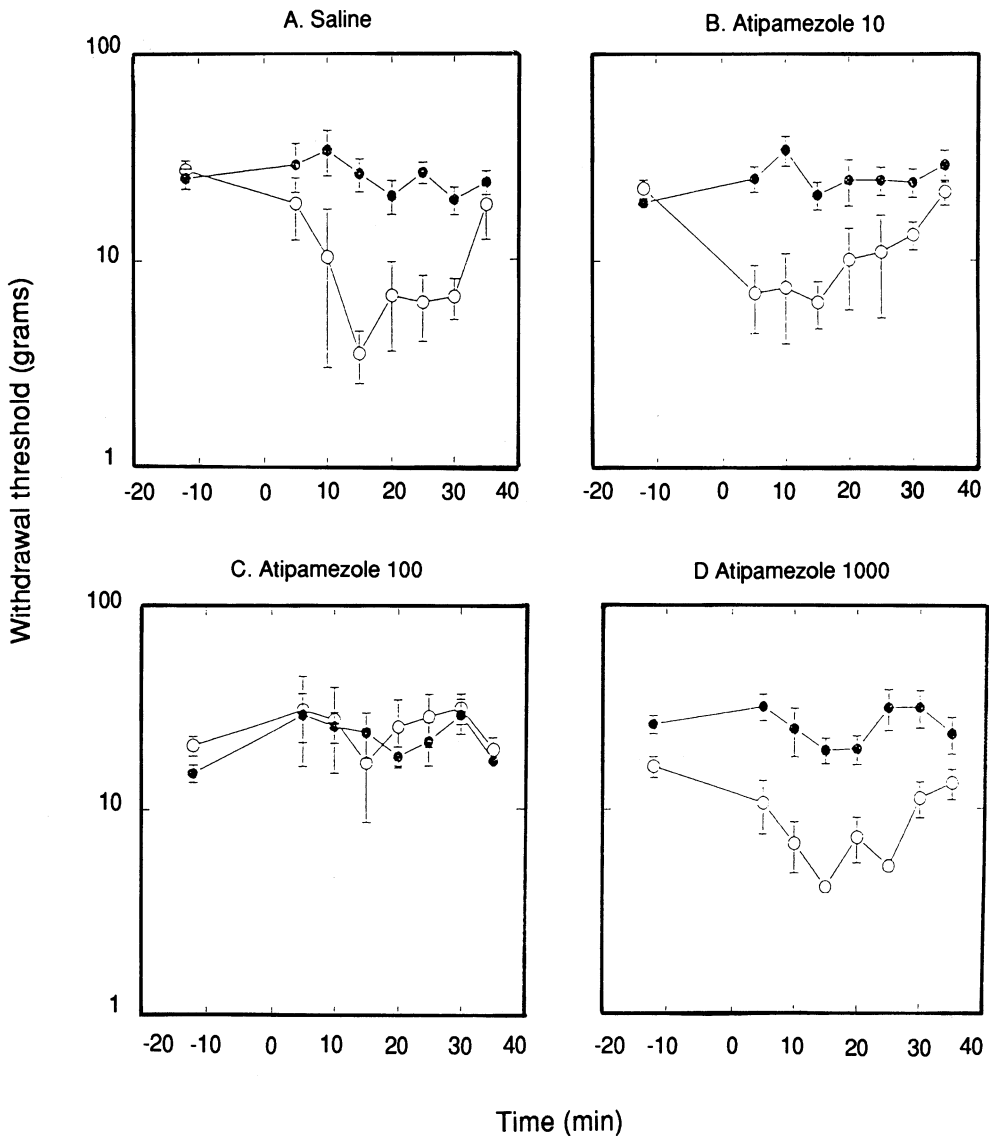 A. Saline
B. Atipamezole 10
100
10
1
-20 -10 0 10 20 30 40
-20 -10 0 10 20 30 40
Withdrawal threshold (grams)
C. Atipamezole 100
D Atipamezole 1000
100
10
1
-20 -10 0 10 20 30 40
-20 -10 0 10 20 30 40
Time (min)